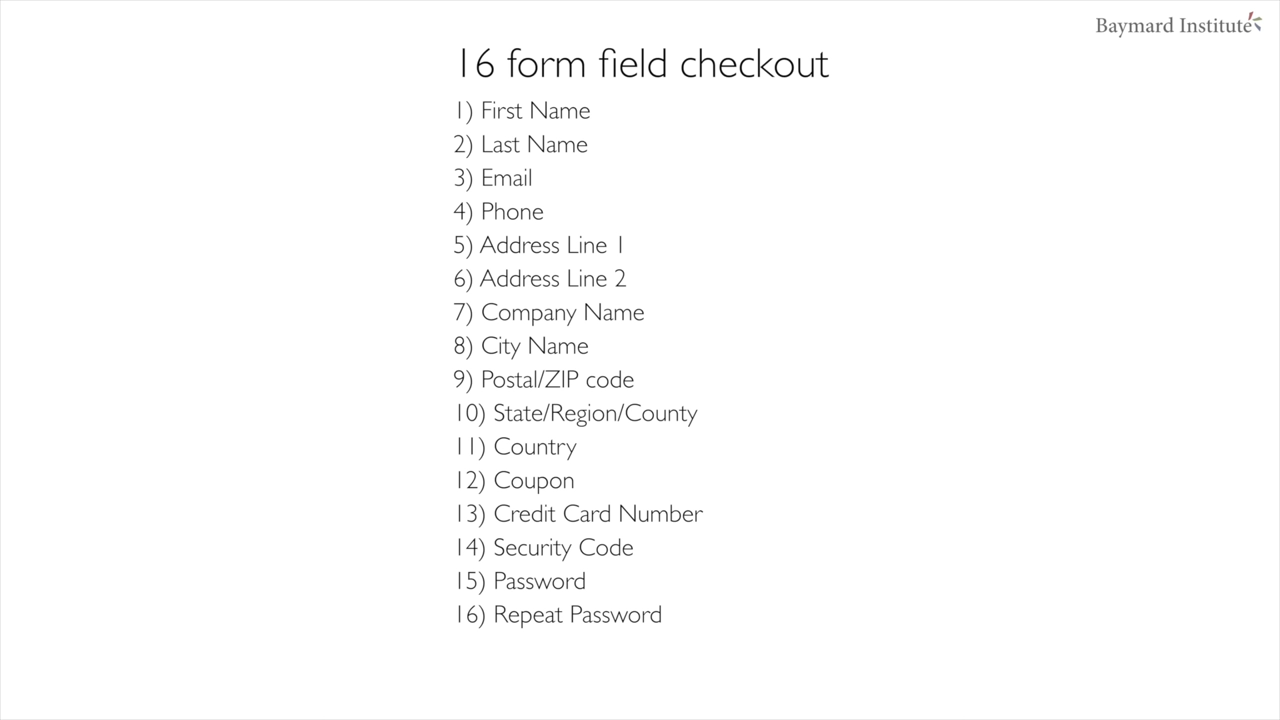 Baymard Institute
16 form field checkout
1) First Name
2) Last Name
3) Email
4) Phone
5) Address Line 1
6) Address Line 2
7) Company Name
8) City Name
9) Postal/ZIP code
10) State/Region/County
11) Country
12) Coupon
13) Credit Card Number
14) Security Code
15) Password
16) Repeat Password